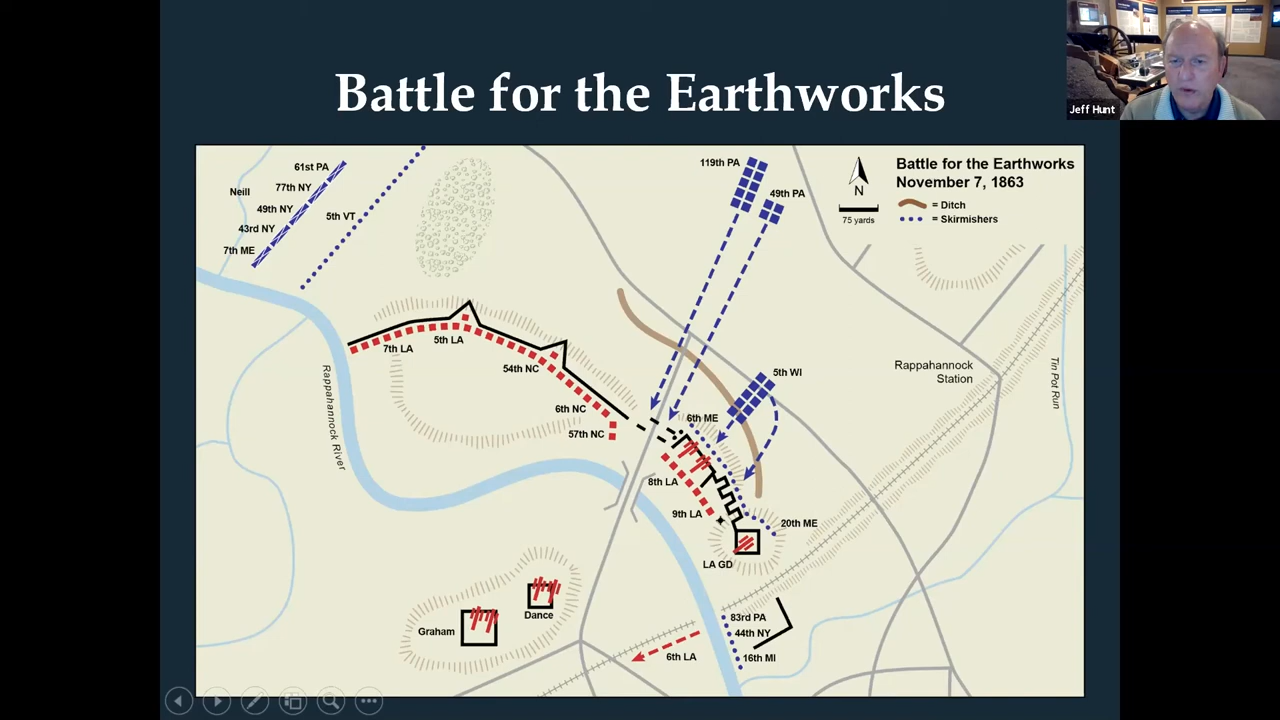 Jeff Hunt
Battle for the Earthworks
Battle for the Earthworks
November 7, 1863
= Ditch
= Skirmishers
N
75 yards
61st PA
77th NY
Neill
49th NY
43rd NY
7th ME
5th VT
119th PA
49th PA
7th LA
5th LA
54th NC
6th NC
57th NC
5th WI
6th ME
8th LA
9th LA
20th ME
LA GD
Rappahannock
Station
Tin Pot Run
Rappahannock River
Graham
Dance
6th LA
83rd PA
44th NY
16th MI